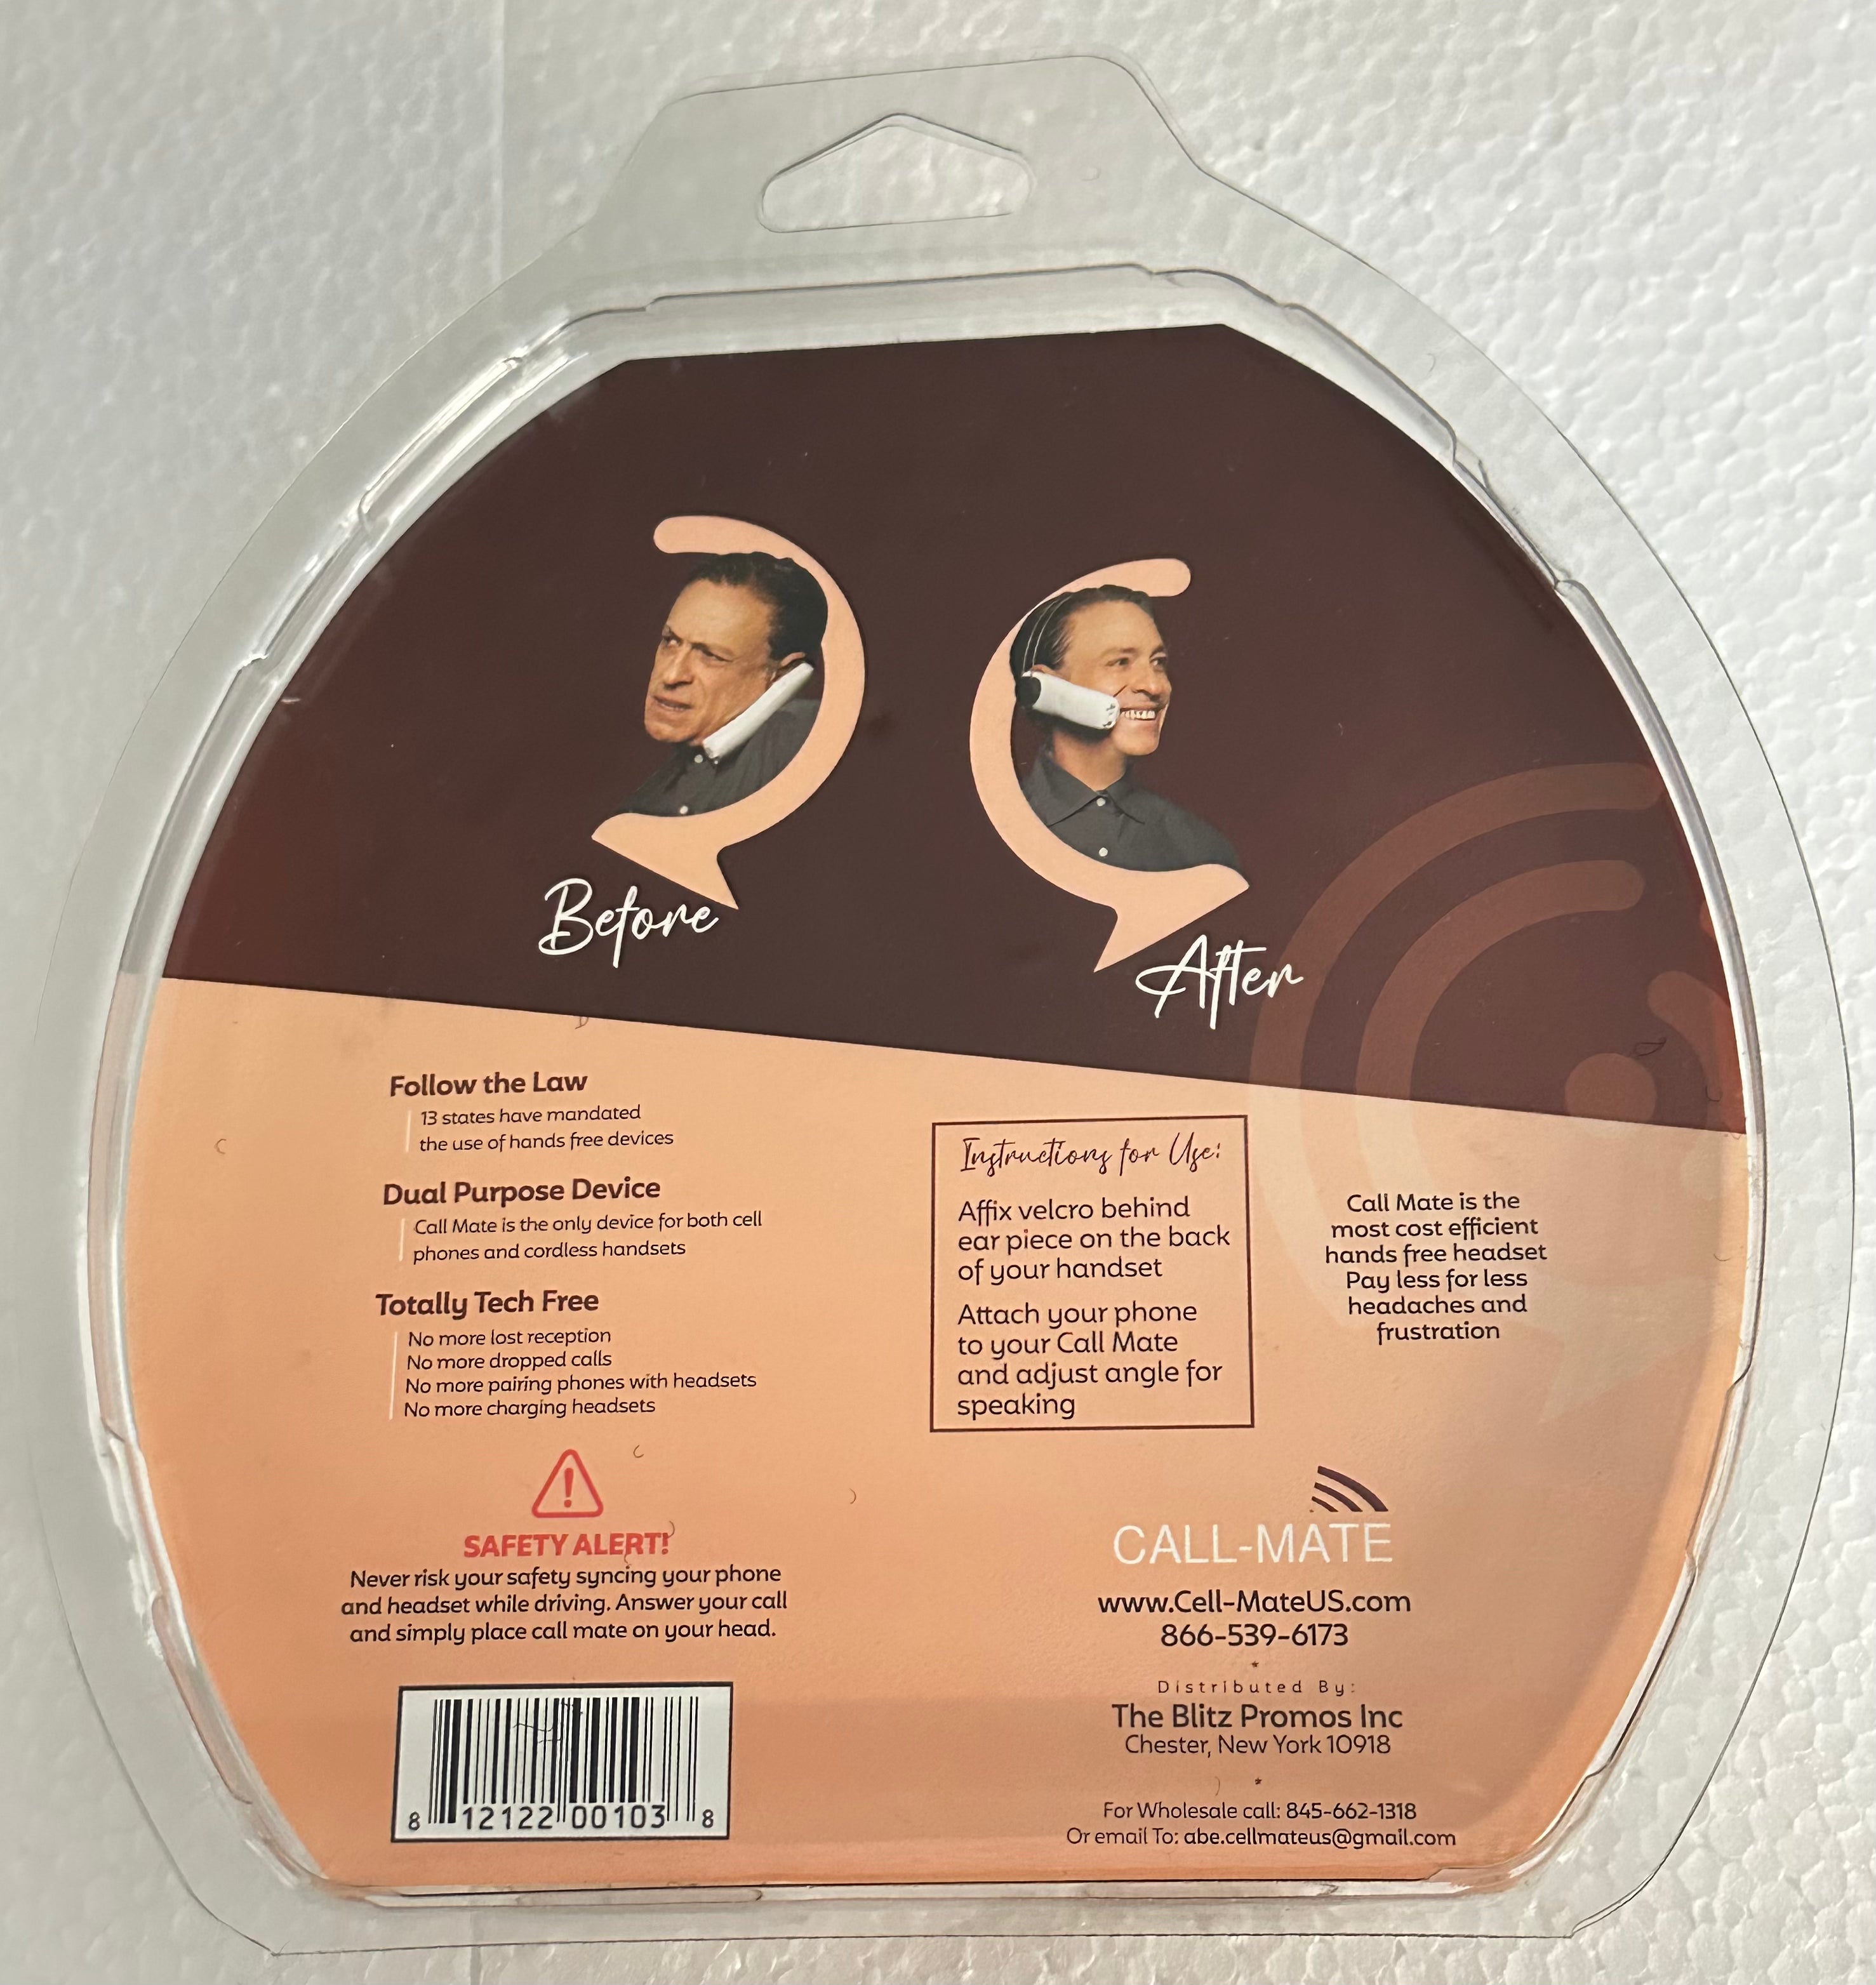 Before
After
Follow the Law
13 states have mandated
the use of hands free devices
Dual Purpose Device
Call Mate is the only device for both cell
phones and cordless handsets
Totally Tech Free
No more lost reception
No more dropped calls
No more pairing phones with headsets
No more charging headsets
SAFETY ALERT!
Never risk your safety syncing your phone
and headset while driving. Answer your call
and simply place call mate on your head.
8 12122 00103 8
Instructions for Use:
Affix velcro behind
ear piece on the back
of your handset
Attach your phone
to your Call Mate
and adjust angle for
speaking
Call Mate is the
most cost efficient
hands free headset
Pay less for less
headaches and
frustration
CALL-MATE
www.Cell-MateUS.com
866-539-6173
Distributed By:
The Blitz Promos Inc
Chester, New York 10918
For Wholesale call: 845-662-1318
Or email To: abe.cellmateus@gmail.com